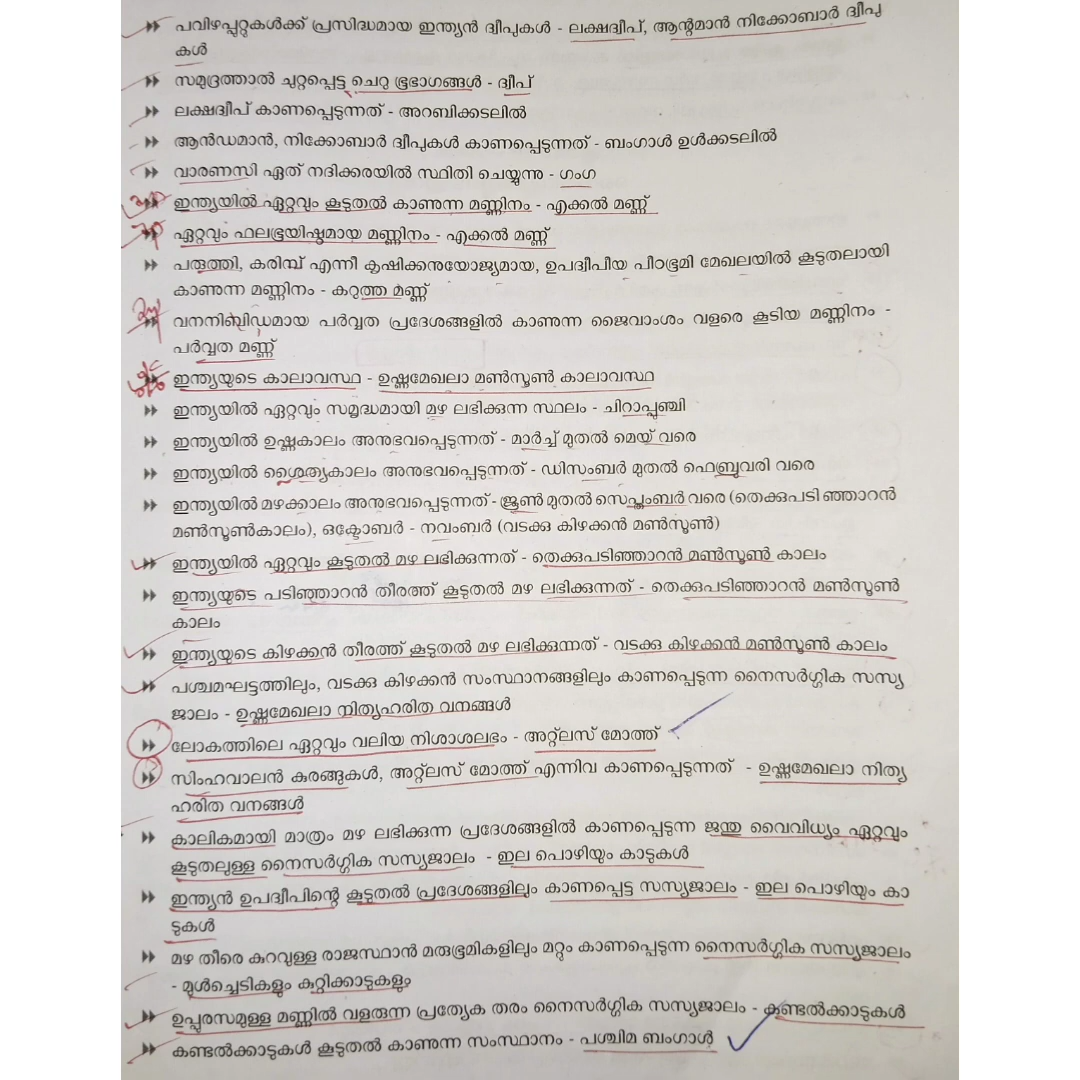 ▶▶ പവിഴപ്പുറ്റുകൾക്ക് പ്രസിദ്ധമായ ഇന്ത്യൻ ദ്വീപുകൾ - ലക്ഷദ്വീപ്, ആന്റമാൻ നിക്കോബാർ ദ്വീപു
കൾ
▶▶ സമുദ്രത്താൽ ചുറ്റപ്പെട്ട ചെറു ഭൂഭാഗങ്ങൾ - ദ്വീപ്
▶▶ ലക്ഷദ്വീപ് കാണപ്പെടുന്നത് - അറബിക്കടലിൽ
▶▶ ആൻഡമാൻ, നിക്കോബാർ ദ്വീപുകൾ കാണപ്പെടുന്നത് - ബംഗാൾ ഉൾക്കടലിൽ
▶▶ വാരണസി ഏത് നദിക്കരയിൽ സ്ഥിതി ചെയ്യുന്നു - ഗംഗ
▶▶ ഇന്ത്യയിൽ ഏറ്റവും കൂടുതൽ കാണുന്ന മണ്ണിനം - എക്കൽ മണ്ണ്
▶▶ ഏറ്റവും ഫലഭൂയിഷ്ഠമായ മണ്ണിനം - എക്കൽ മണ്ണ്
▶▶ പരുത്തി, കരിമ്പ് എന്നീ കൃഷിക്കനുയോജ്യമായ, ഉപദ്വീപീയ പീഠഭൂമി മേഖലയിൽ കൂടുതലായി
കാണുന്ന മണ്ണിനം - കറുത്ത മണ്ണ്
▶▶ വനനിബിഡമായ പർവ്വത പ്രദേശങ്ങളിൽ കാണുന്ന ജൈവാംശം വളരെ കൂടിയ മണ്ണിനം -
പർവ്വത മണ്ണ്
▶▶ ഇന്ത്യയുടെ കാലാവസ്ഥ - ഉഷ്ണമേഖലാ മൺസൂൺ കാലാവസ്ഥ
▶▶ ഇന്ത്യയിൽ ഏറ്റവും സമൃദ്ധമായി മഴ ലഭിക്കുന്ന സ്ഥലം - ചിറാപ്പുഞ്ചി
▶▶ ഇന്ത്യയിൽ ഉഷ്ണകാലം അനുഭവപ്പെടുന്നത് - മാർച്ച് മുതൽ മെയ് വരെ
▶▶ ഇന്ത്യയിൽ ശൈത്യകാലം അനുഭവപ്പെടുന്നത് - ഡിസംബർ മുതൽ ഫെബ്രുവരി വരെ
▶▶ ഇന്ത്യയിൽ മഴക്കാലം അനുഭവപ്പെടുന്നത് - ജൂൺ മുതൽ സെപ്തംബർ വരെ (തെക്കുപടി ഞ്ഞാറൻ
മൺസൂൺകാലം), ഒക്ടോബർ - നവംബർ (വടക്കു കിഴക്കൻ മൺസൂൺ)
▶▶ ഇന്ത്യയിൽ ഏറ്റവും കൂടുതൽ മഴ ലഭിക്കുന്നത് - തെക്കുപടിഞ്ഞാറൻ മൺസൂൺ കാലം
▶▶ ഇന്ത്യയുടെ പടിഞ്ഞാറൻ തീരത്ത് കൂടുതൽ മഴ ലഭിക്കുന്നത് - തെക്കുപടിഞ്ഞാറൻ മൺസൂൺ
കാലം
▶▶ ഇന്ത്യയുടെ കിഴക്കൻ തീരത്ത് കൂടുതൽ മഴ ലഭിക്കുന്നത് - വടക്കു കിഴക്കൻ മൺസൂൺ കാലം
▶▶ പശ്ചമഘട്ടത്തിലും, വടക്കു കിഴക്കൻ സംസ്ഥാനങ്ങളിലും കാണപ്പെടുന്ന നൈസർഗ്ഗിക സസ്യ
ജാലം - ഉഷ്ണമേഖലാ നിത്യഹരിത വനങ്ങൾ
▶▶ ലോകത്തിലെ ഏറ്റവും വലിയ നിശാശലഭം - അറ്റ്ലസ് മോത്ത്
▶▶ സിംഹവാലൻ കുരങ്ങുകൾ, അറ്റ്ലസ് മോത്ത് എന്നിവ കാണപ്പെടുന്നത് - ഉഷ്ണമേഖലാ നിത്യ
ഹരിത വനങ്ങൾ
▶▶ കാലികമായി മാത്രം മഴ ലഭിക്കുന്ന പ്രദേശങ്ങളിൽ കാണപ്പെടുന്ന ജന്തു വൈവിധ്യം ഏറ്റവും
കൂടുതലുള്ള നൈസർഗ്ഗിക സസ്യജാലം - ഇല പൊഴിയും കാടുകൾ
▶▶ ഇന്ത്യൻ ഉപദ്വീപിന്റെ കൂടുതൽ പ്രദേശങ്ങളിലും കാണപ്പെട്ട സസ്യജാലം - ഇല പൊഴിയും കാ
ടുകൾ
▶▶ മഴ തീരെ കുറവുള്ള രാജസ്ഥാൻ മരുഭൂമികളിലും മറ്റും കാണപ്പെടുന്ന നൈസർഗ്ഗിക സസ്യജാലം
- മുൾച്ചെടികളും കുറ്റിക്കാടുകളും
▶▶ ഉപ്പുരസമുള്ള മണ്ണിൽ വളരുന്ന പ്രത്യേക തരം നൈസർഗ്ഗിക സസ്യജാലം - കണ്ടൽക്കാടുകൾ
▶▶ കണ്ടൽക്കാടുകൾ കൂടുതൽ കാണുന്ന സംസ്ഥാനം - പശ്ചിമ ബംഗാൾ